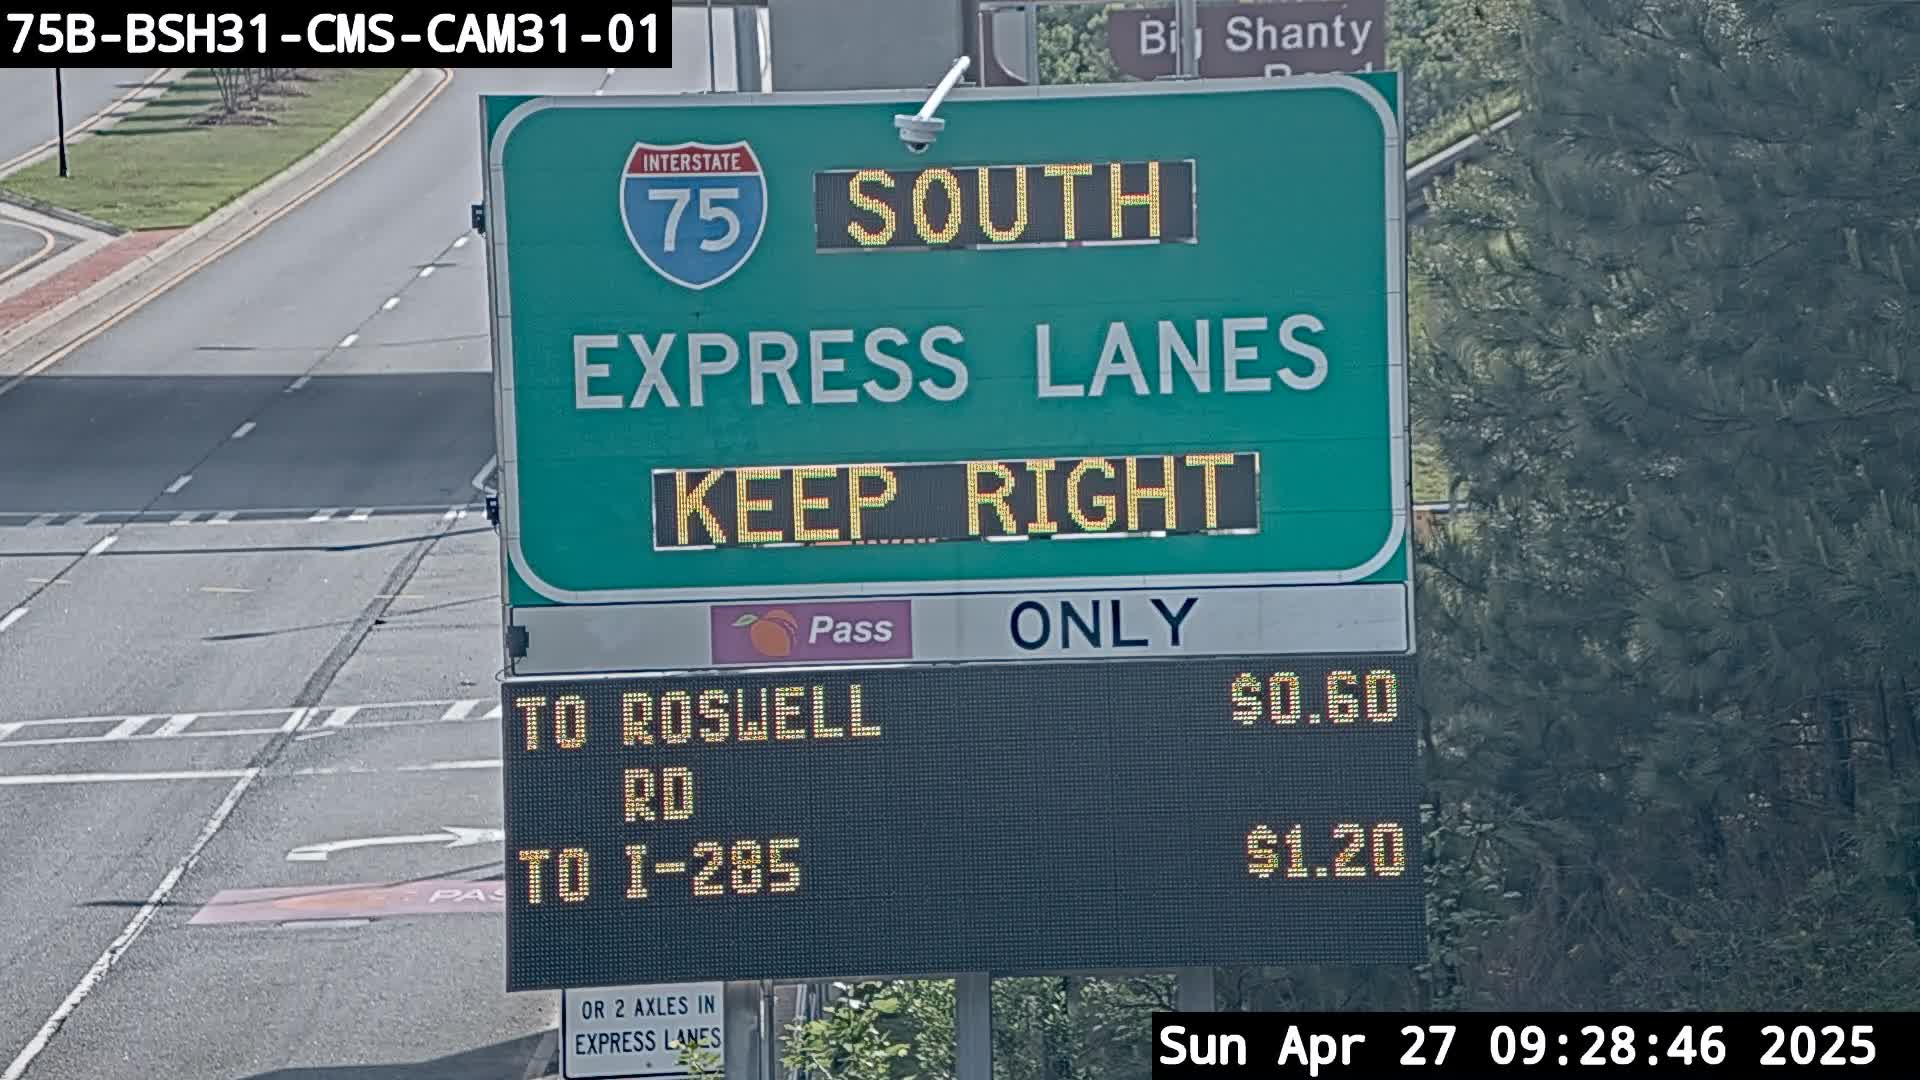 75B-BSH31-CMS-CAM31-01
Big Shanty
Road
INTERSTATE
75
SOUTH
EXPRESS LANES
KEEP RIGHT
Pass ONLY
TO ROSWELL $0.60
RD
TO I-285 $1.20
PAS
OR 2 AXLES IN
EXPRESS LANES
Sun Apr 27 09:28:46 2025